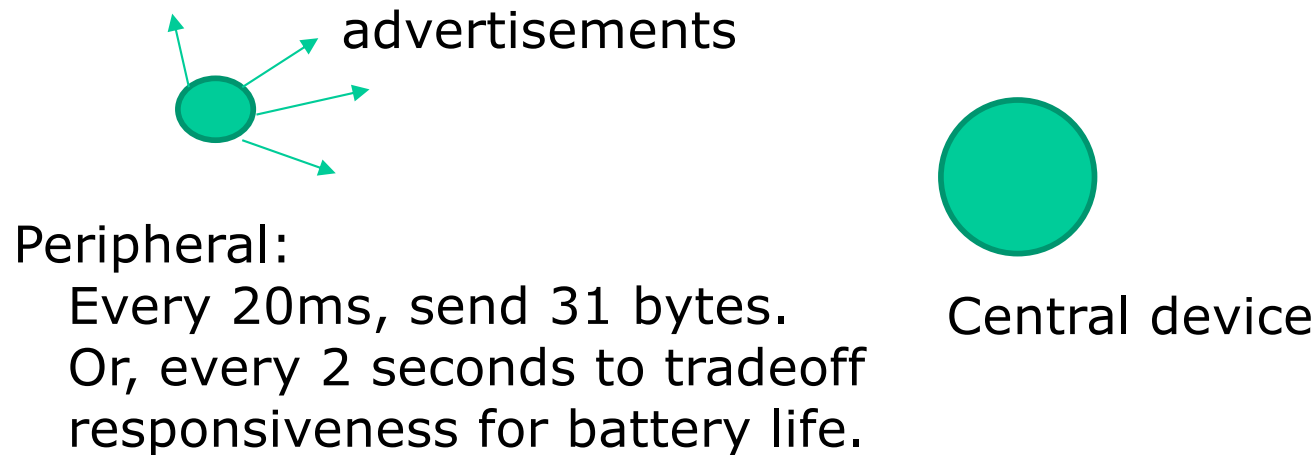 advertisements
Peripheral:
Every 20ms, send 31 bytes.
Or, every 2 seconds to tradeoff
responsiveness for battery life.
Central device